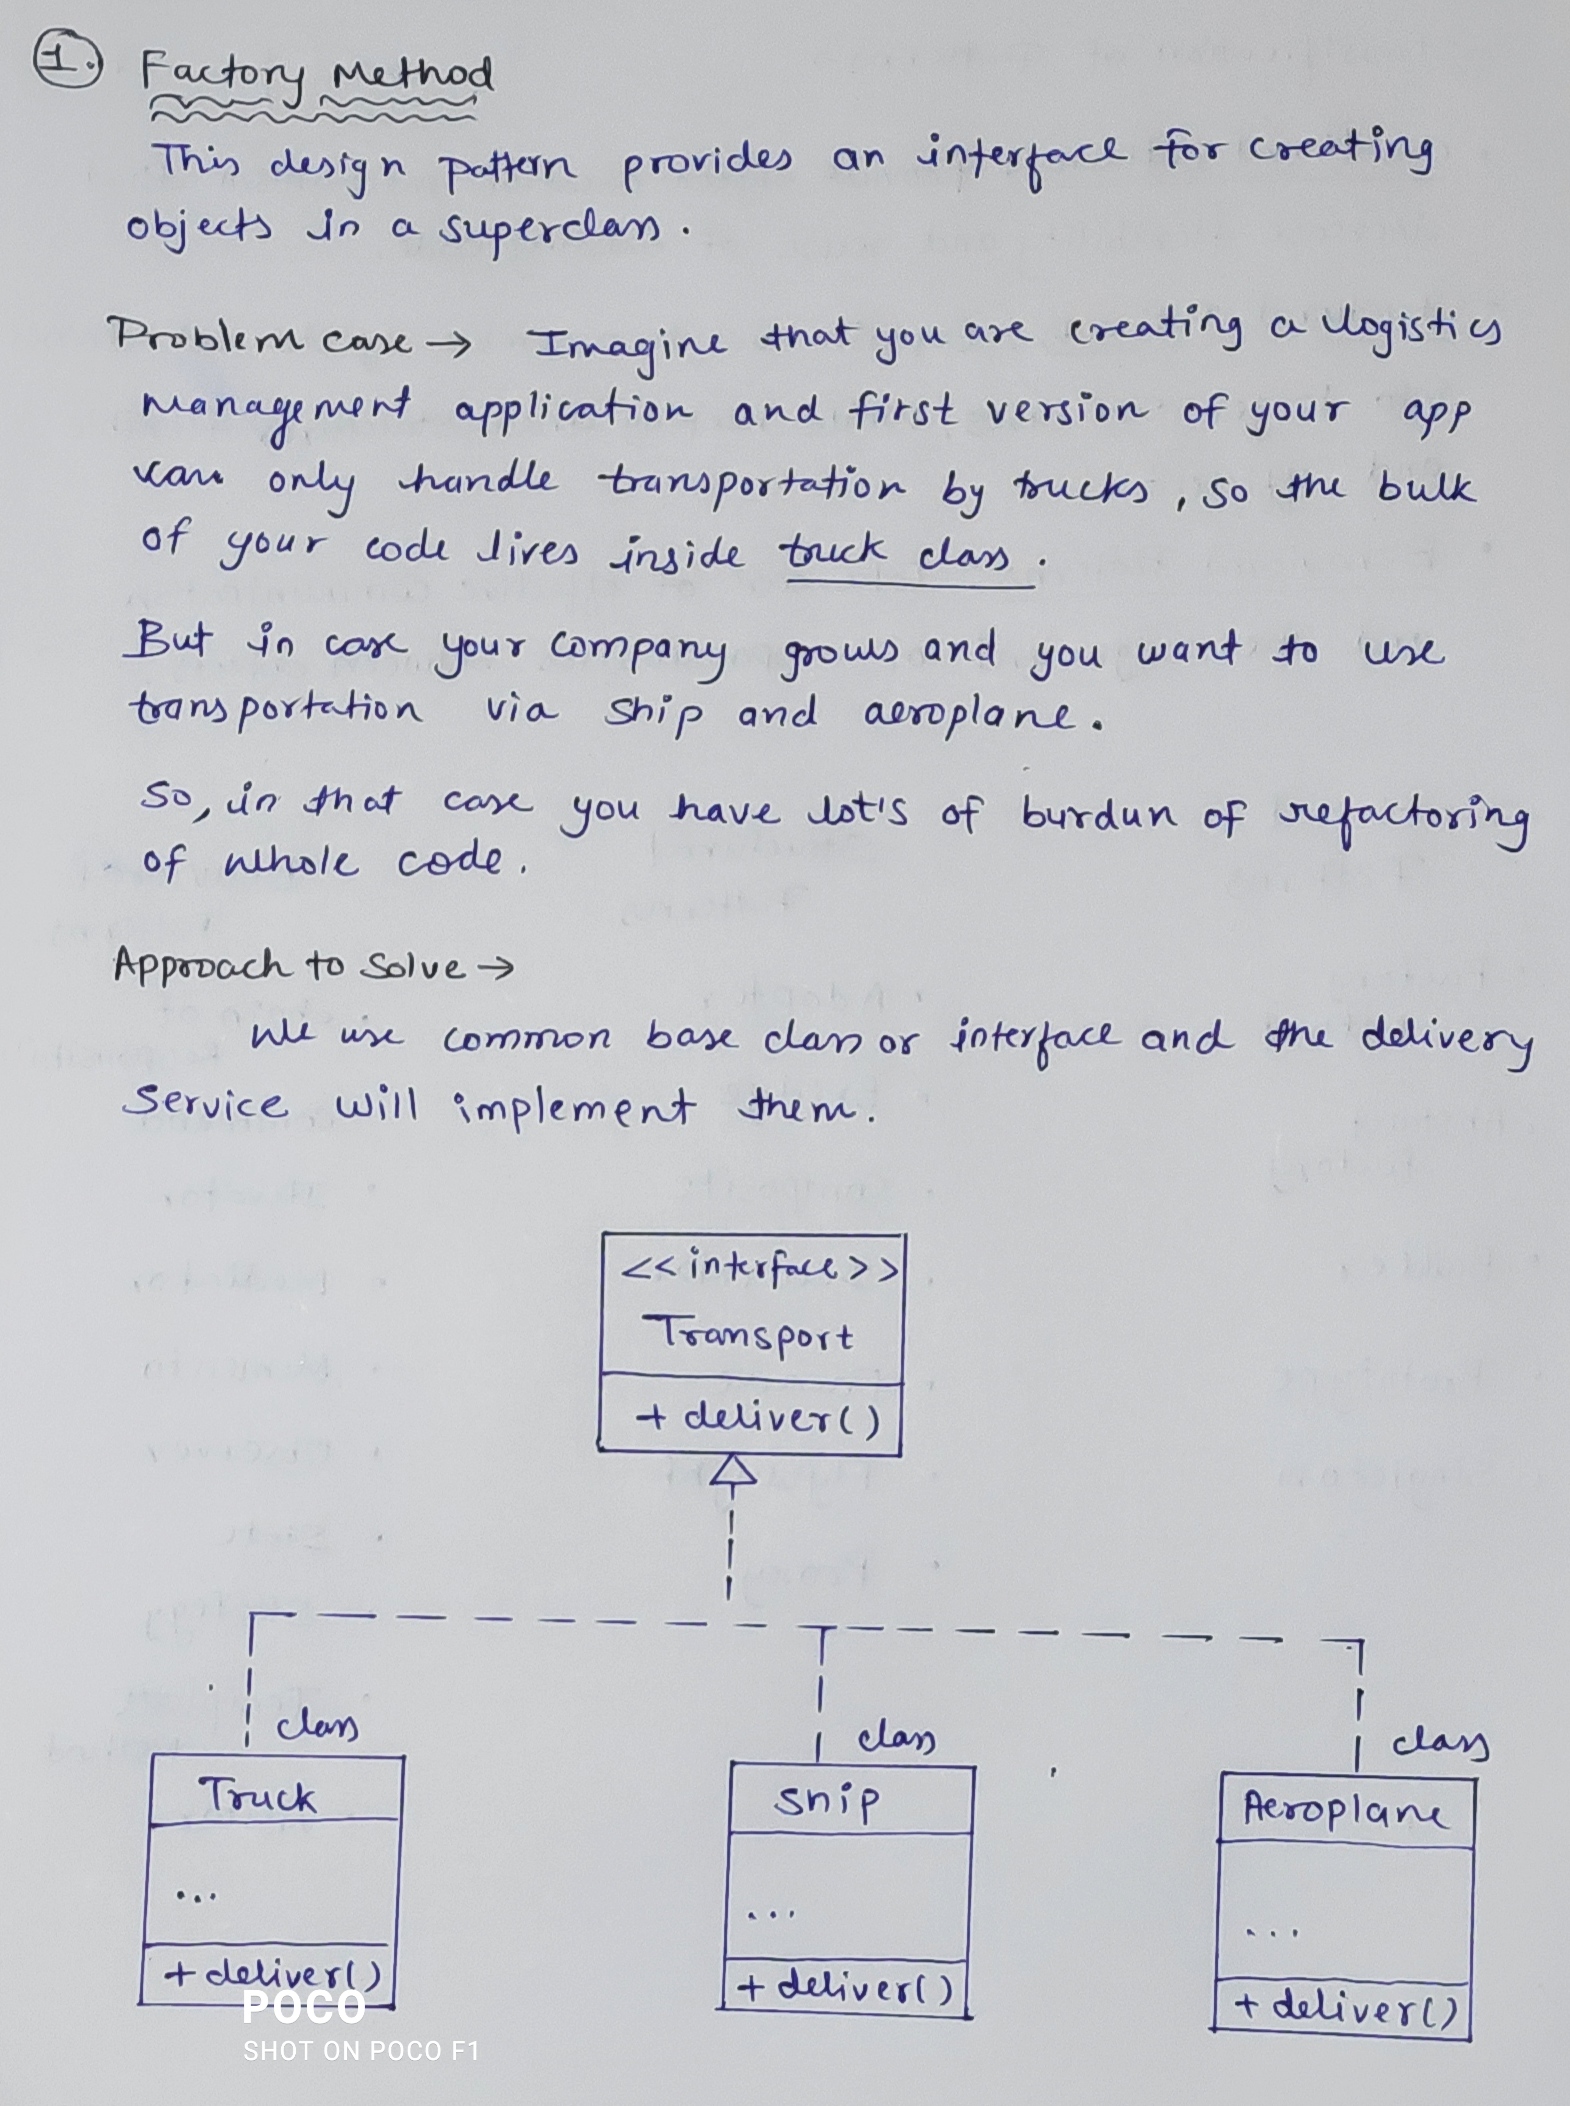 1. Factory Method
This design pattern provides an interface for creating
objects in a superclass.
Problem case → Imagine that you are creating a logistics
management application and first version of your app
can only handle transportation by trucks, so the bulk
of your code lives inside truck class.
But in case your company grows and you want to use
transportation via ship and aeroplane.
So, in that case you have lot's of burdun of refactoring
of whole code.
Approach to Solve →
We use common base class or interface and the delivery
Service will implement them.
<<interface>>
Transport
+ deliver()
class
class
class
Truck
Ship
Aeroplane
...
...
...
+ deliver()
+ deliver()
+ deliver()
POCO
SHOT ON POCO F1